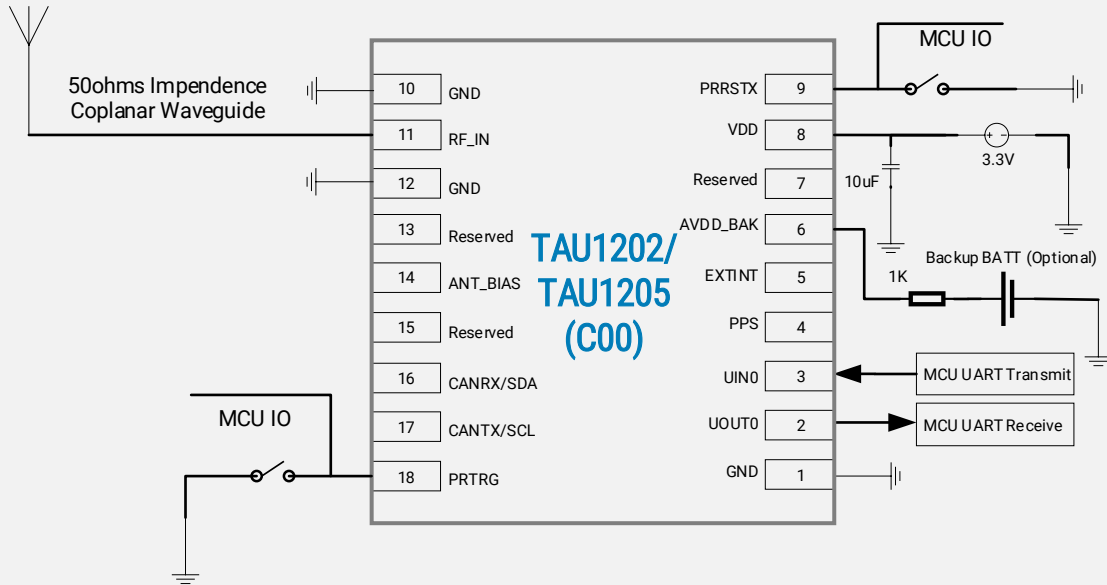 50ohms Impendence
Coplanar Waveguide
10
GND
11
RF_IN
12
GND
13
Reserved
14
ANT_BIAS
15
Reserved
16
CANRX/SDA
17
CANTX/SCL
18
PRTRG
MCU IO
TAU1202/
TAU1205
(C00)
PRRSTX
9
VDD
8
Reserved
7
AVDD_BAK
6
EXTINT
5
PPS
4
UIN0
3
UOUT0
2
GND
1
MCU IO
3.3V
10uF
Backup BATT (Optional)
1K
MCU UART Transmit
MCU UART Receive